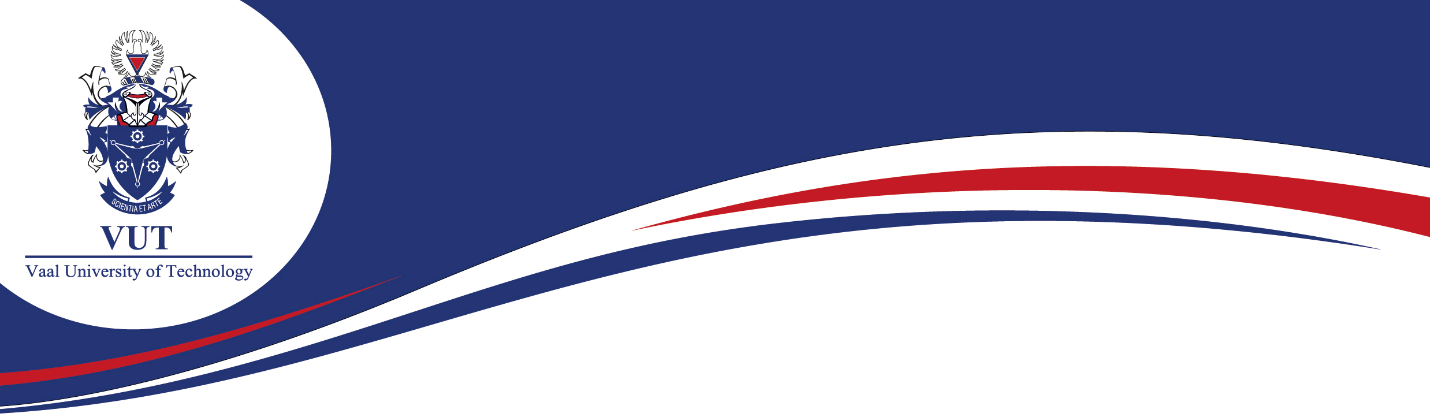 SCIENTIA ET ARTE
VUT
Vaal University of Technology